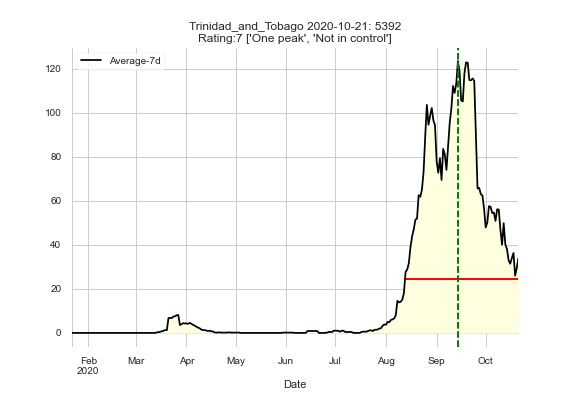 Trinidad_and_Tobago 2020-10-21: 5392
Rating:7 ['One peak', 'Not in control']
Average-7d
120
100
80
60
40
20
0
Feb Mar Apr May Jun Jul Aug Sep Oct
2020
Date